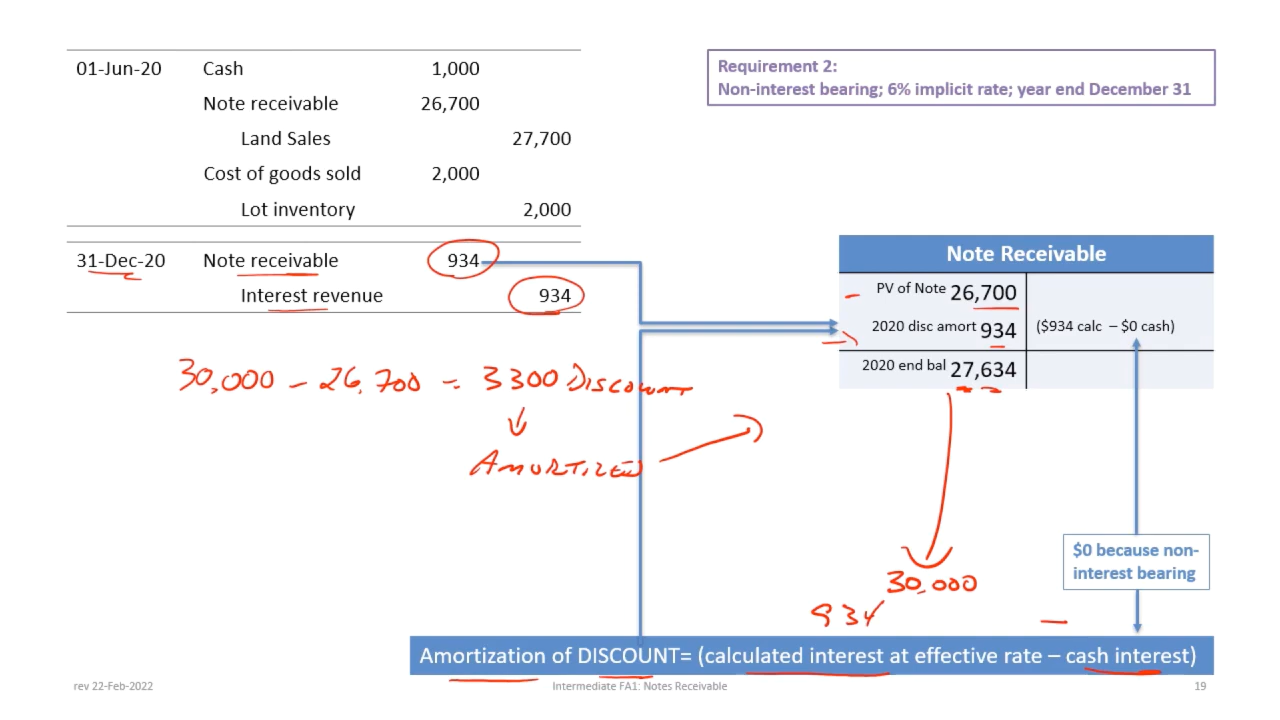 01-Jun-20 Cash 1,000
Note receivable 26,700
Land Sales 27,700
Cost of goods sold 2,000
Lot inventory 2,000
31-Dec-20 Note receivable 934
Interest revenue 934
Requirement 2:
Non-interest bearing; 6% implicit rate; year end December 31
Note Receivable
PV of Note 26,700
2020 disc amort 934 ($934 calc – $0 cash)
2020 end bal 27,634
30,000 – 26,700 = 3300 DISCOUNT
AMORTIZED
$0 because non-
interest bearing
30,000
934
Amortization of DISCOUNT= (calculated interest at effective rate – cash interest)
rev 22-Feb-2022 Intermediate FA1: Notes Receivable 19